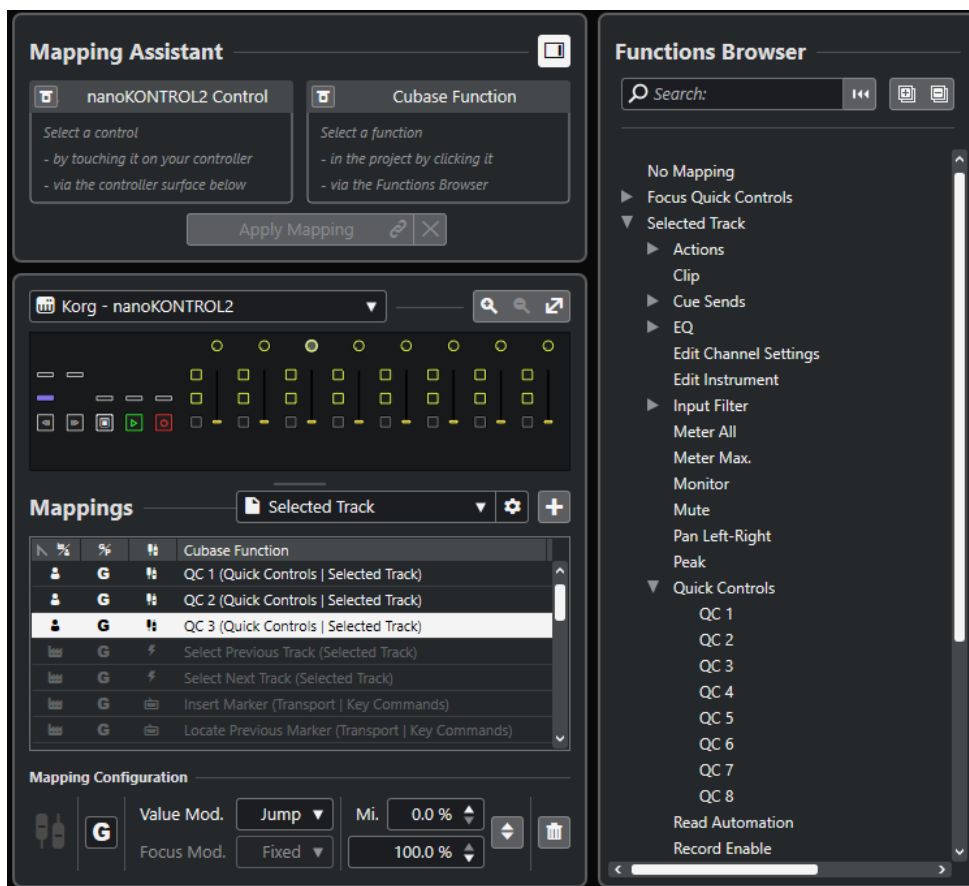 Mapping Assistant
nanoKONTROL2 Control
Select a control
- by touching it on your controller
- via the controller surface below
Cubase Function
Select a function
- in the project by clicking it
- via the Functions Browser
Apply Mapping
Korg - nanoKONTROL2
Mappings
Selected Track
Cubase Function
G QC 1 (Quick Controls | Selected Track)
G QC 2 (Quick Controls | Selected Track)
G QC 3 (Quick Controls | Selected Track)
G Select Previous Track (Selected Track)
G Select Next Track (Selected Track)
G Insert Marker (Transport | Key Commands)
G Locate Previous Marker (Transport | Key Commands)
Mapping Configuration
G
Value Mod. Jump Mi. 0.0 %
Focus Mod. Fixed 100.0 %
Functions Browser
Search:
No Mapping
Focus Quick Controls
Selected Track
Actions
Clip
Cue Sends
EQ
Edit Channel Settings
Edit Instrument
Input Filter
Meter All
Meter Max.
Monitor
Mute
Pan Left-Right
Peak
Quick Controls
QC 1
QC 2
QC 3
QC 4
QC 5
QC 6
QC 7
QC 8
Read Automation
Record Enable